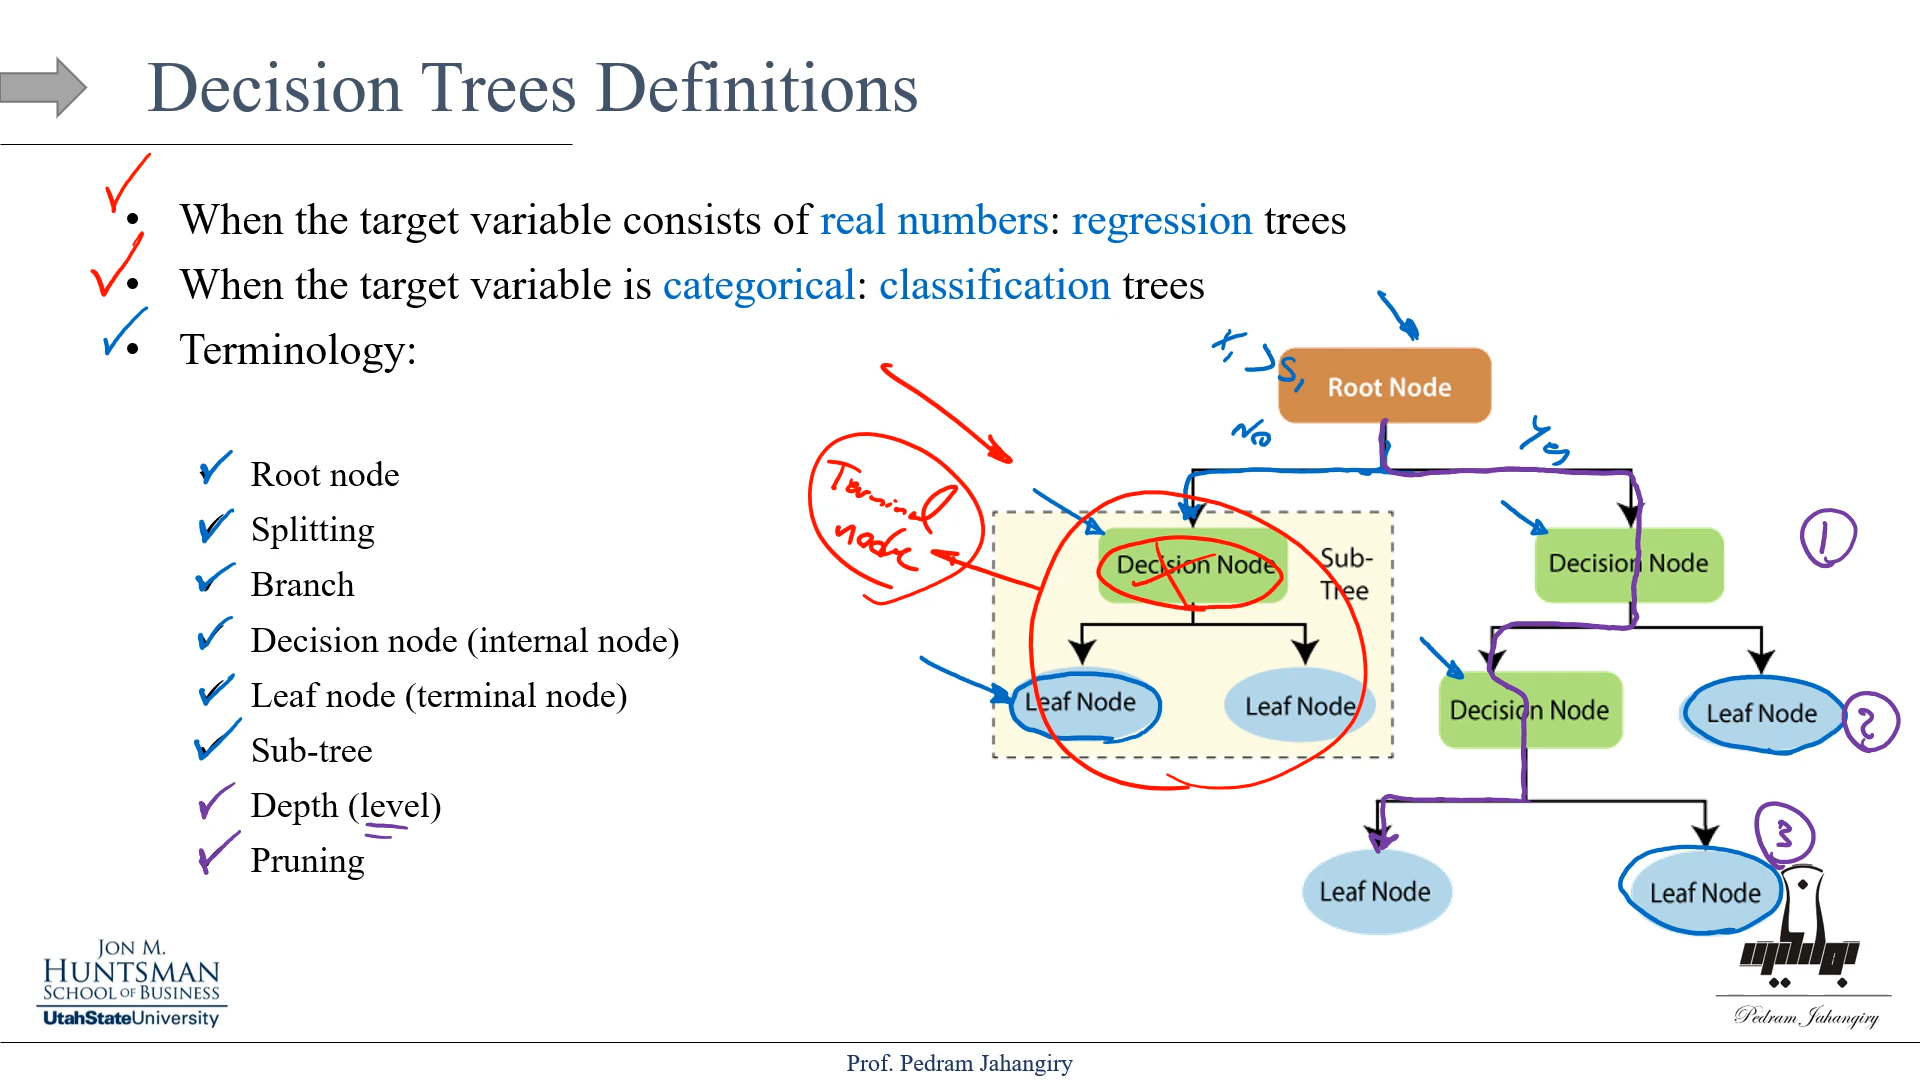 Decision Trees Definitions
• When the target variable consists of real numbers: regression trees
• When the target variable is categorical: classification trees
• Terminology:
Root node
Splitting
Branch
Decision node (internal node)
Leaf node (terminal node)
Sub-tree
Depth (level)
Pruning
x₁ > S₁
Root Node
No
Yes
Terminal
node
Decision Node
Sub-
Tree
Decision Node
1
Leaf Node
Leaf Node
Decision Node
Leaf Node
2
3
Leaf Node
Leaf Node
JON M.
HUNTSMAN
SCHOOL OF BUSINESS
UtahStateUniversity
Pedram Jahangiry
Prof. Pedram Jahangiry